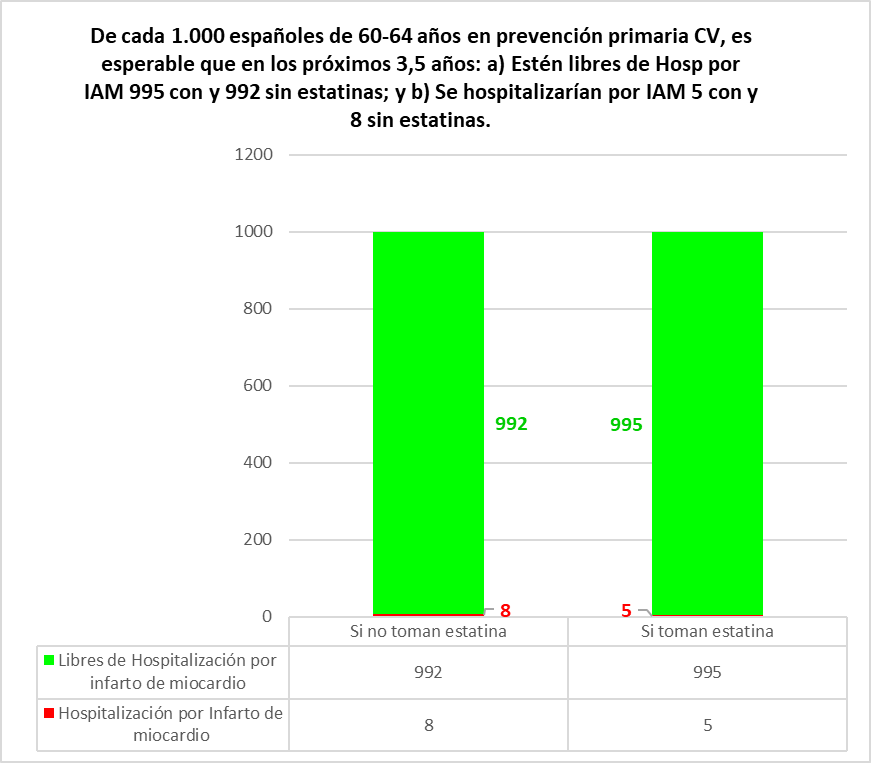 De cada 1.000 españoles de 60-64 años en prevención primaria CV, es
esperable que en los próximos 3,5 años: a) Estén libres de Hosp por
IAM 995 con y 992 sin estatinas; y b) Se hospitalizarían por IAM 5 con y
8 sin estatinas.
1200
1000
800
600
400
200
0
992
995
8
5
Si no toman estatina
Si toman estatina
Libres de Hospitalización por
infarto de miocardio
992
995
Hospitalización por Infarto de
miocardio
8
5